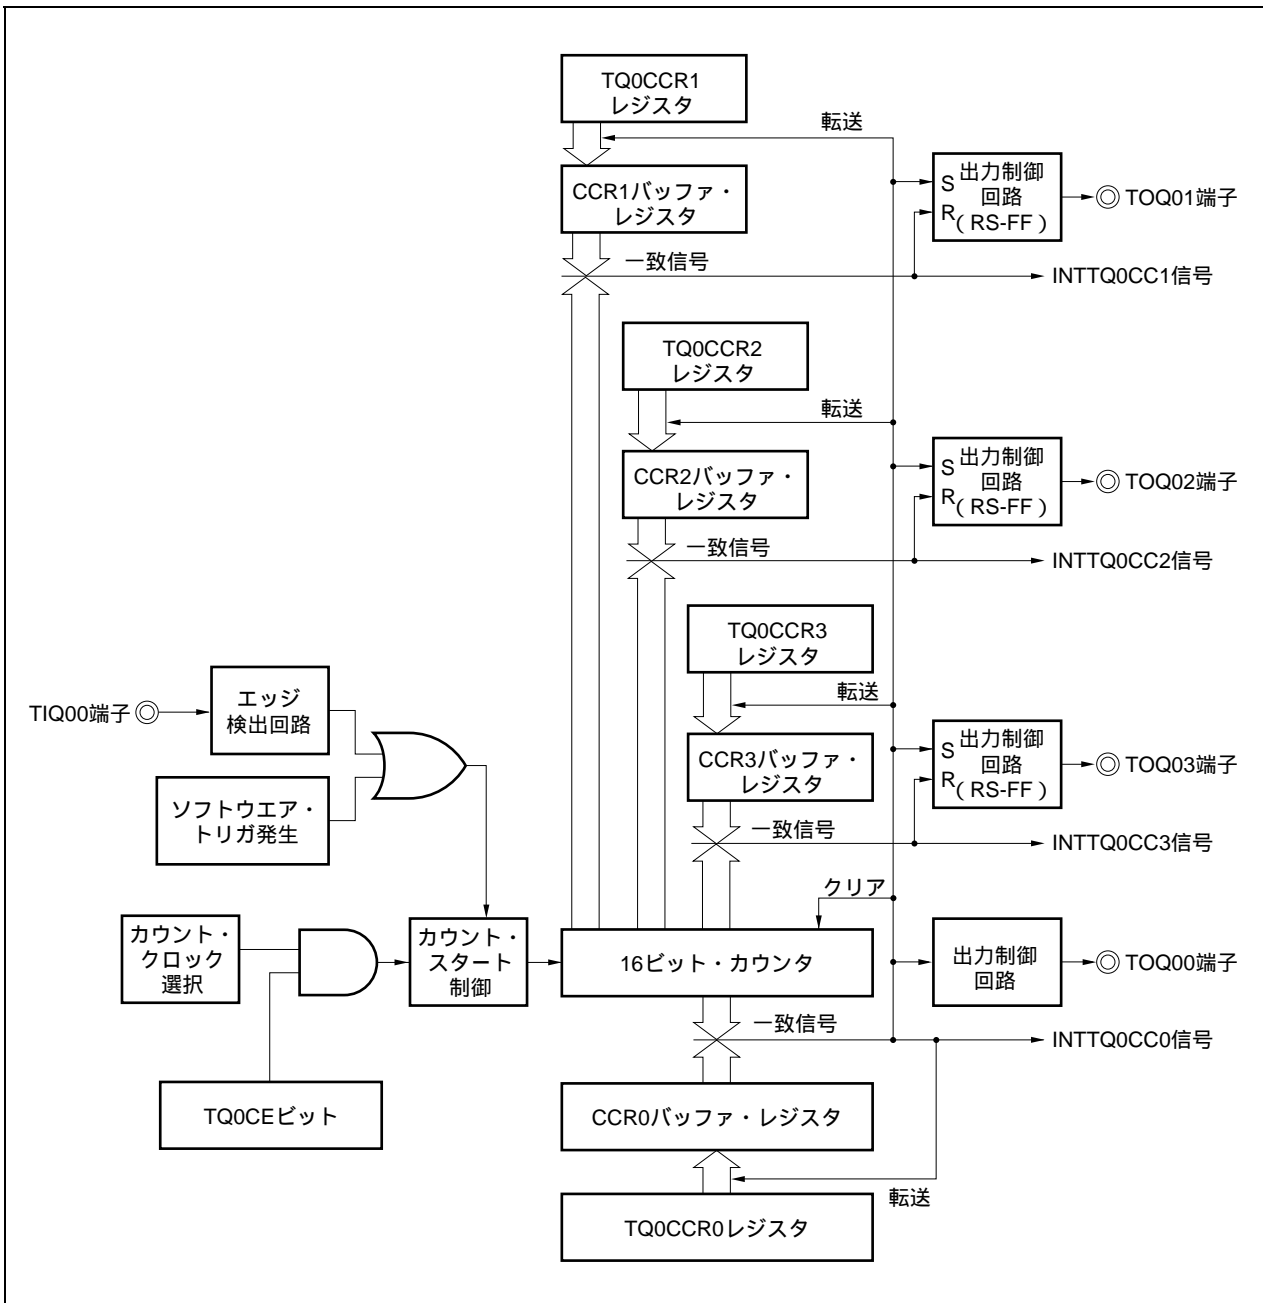 TQ0CCR1
レジスタ
転送
CCR1バッファ・
レジスタ
S 出力制御
回路
R
( RS-FF )
TOQ01端子
一致信号
INTTQ0CC1信号
TQ0CCR2
レジスタ
転送
CCR2バッファ・
レジスタ
S 出力制御
回路
R
( RS-FF )
TOQ02端子
一致信号
INTTQ0CC2信号
TQ0CCR3
レジスタ
転送
CCR3バッファ・
レジスタ
S 出力制御
回路
R
( RS-FF )
TOQ03端子
一致信号
INTTQ0CC3信号
TIQ00端子
エッジ
検出回路
ソフトウエア・
トリガ発生
クリア
カウント・
クロック
選択
カウント・
スタート
制御
16ビット・カウンタ
出力制御
回路
TOQ00端子
一致信号
INTTQ0CC0信号
TQ0CEビット
CCR0バッファ・レジスタ
転送
TQ0CCR0レジスタ